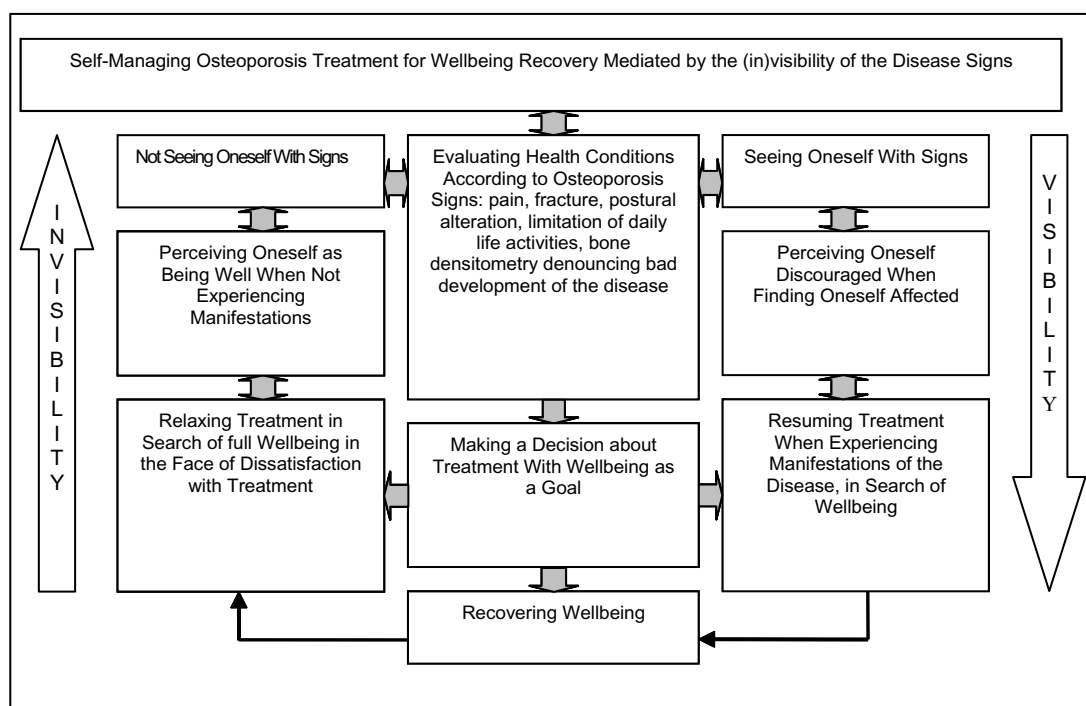 Self-Managing Osteoporosis Treatment for Wellbeing Recovery Mediated by the (in)visibility of the Disease Signs
INVISIBILITY
Not Seeing Oneself With Signs
Perceiving Oneself as
Being Well When Not
Experiencing
Manifestations
Relaxing Treatment in
Search of full Wellbeing in
the Face of Dissatisfaction
with Treatment
Evaluating Health Conditions
According to Osteoporosis
Signs: pain, fracture, postural
alteration, limitation of daily
life activities, bone
densitometry denouncing bad
development of the disease
Making a Decision about
Treatment With Wellbeing as
a Goal
Recovering Wellbeing
Seeing Oneself With Signs
Perceiving Oneself
Discouraged When
Finding Oneself Affected
Resuming Treatment
When Experiencing
Manifestations of the
Disease, in Search of
Wellbeing
VISIBILITY